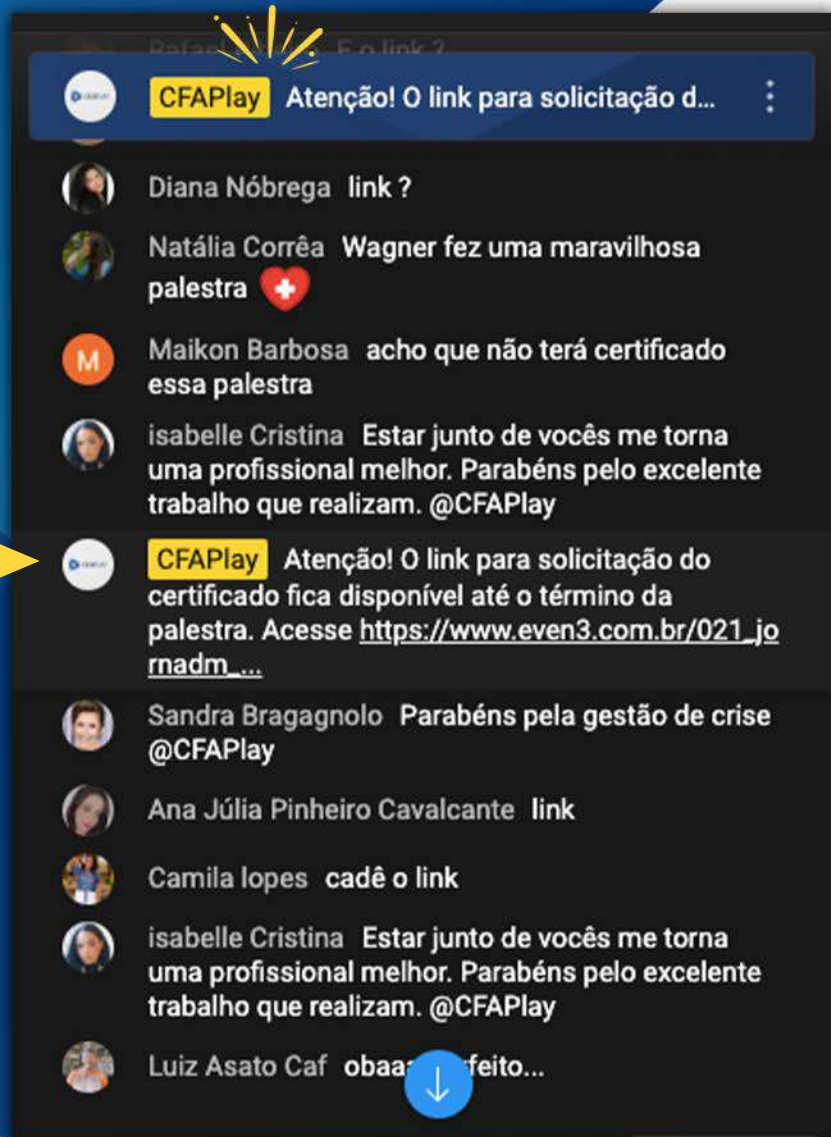 E o link ?
CFAPlay Atenção! O link para solicitação d...
Diana Nóbrega link ?
Natália Corrêa Wagner fez uma maravilhosa
palestra
M
Maikon Barbosa acho que não terá certificado
essa palestra
isabelle Cristina Estar junto de vocês me torna
uma profissional melhor. Parabéns pelo excelente
trabalho que realizam. @CFAPlay
CFAPlay Atenção! O link para solicitação do
certificado fica disponível até o término da
palestra. Acesse https://www.even3.com.br/021_jo
rnadm_...
Sandra Bragagnolo Parabéns pela gestão de crise
@CFAPlay
Ana Júlia Pinheiro Cavalcante link
Camila lopes cadê o link
isabelle Cristina Estar junto de vocês me torna
uma profissional melhor. Parabéns pelo excelente
trabalho que realizam. @CFAPlay
Luiz Asato Caf obaa feito...